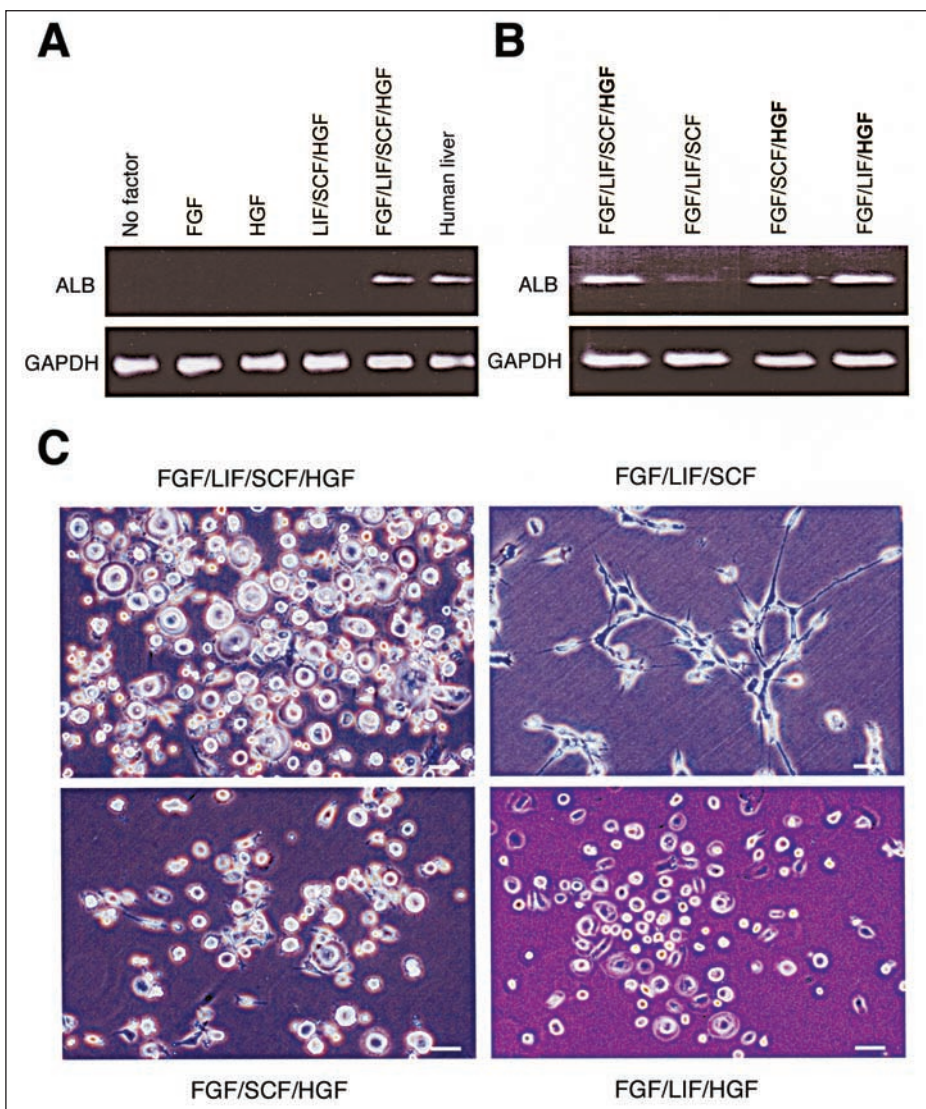 A
No factor
FGF
HGF
LIF/SCF/HGF
FGF/LIF/SCF/HGF
Human liver
ALB
GAPDH
B
FGF/LIF/SCF/HGF
FGF/LIF/SCF
FGF/SCF/HGF
FGF/LIF/HGF
ALB
GAPDH
C
FGF/LIF/SCF/HGF
FGF/LIF/SCF
FGF/SCF/HGF
FGF/LIF/HGF